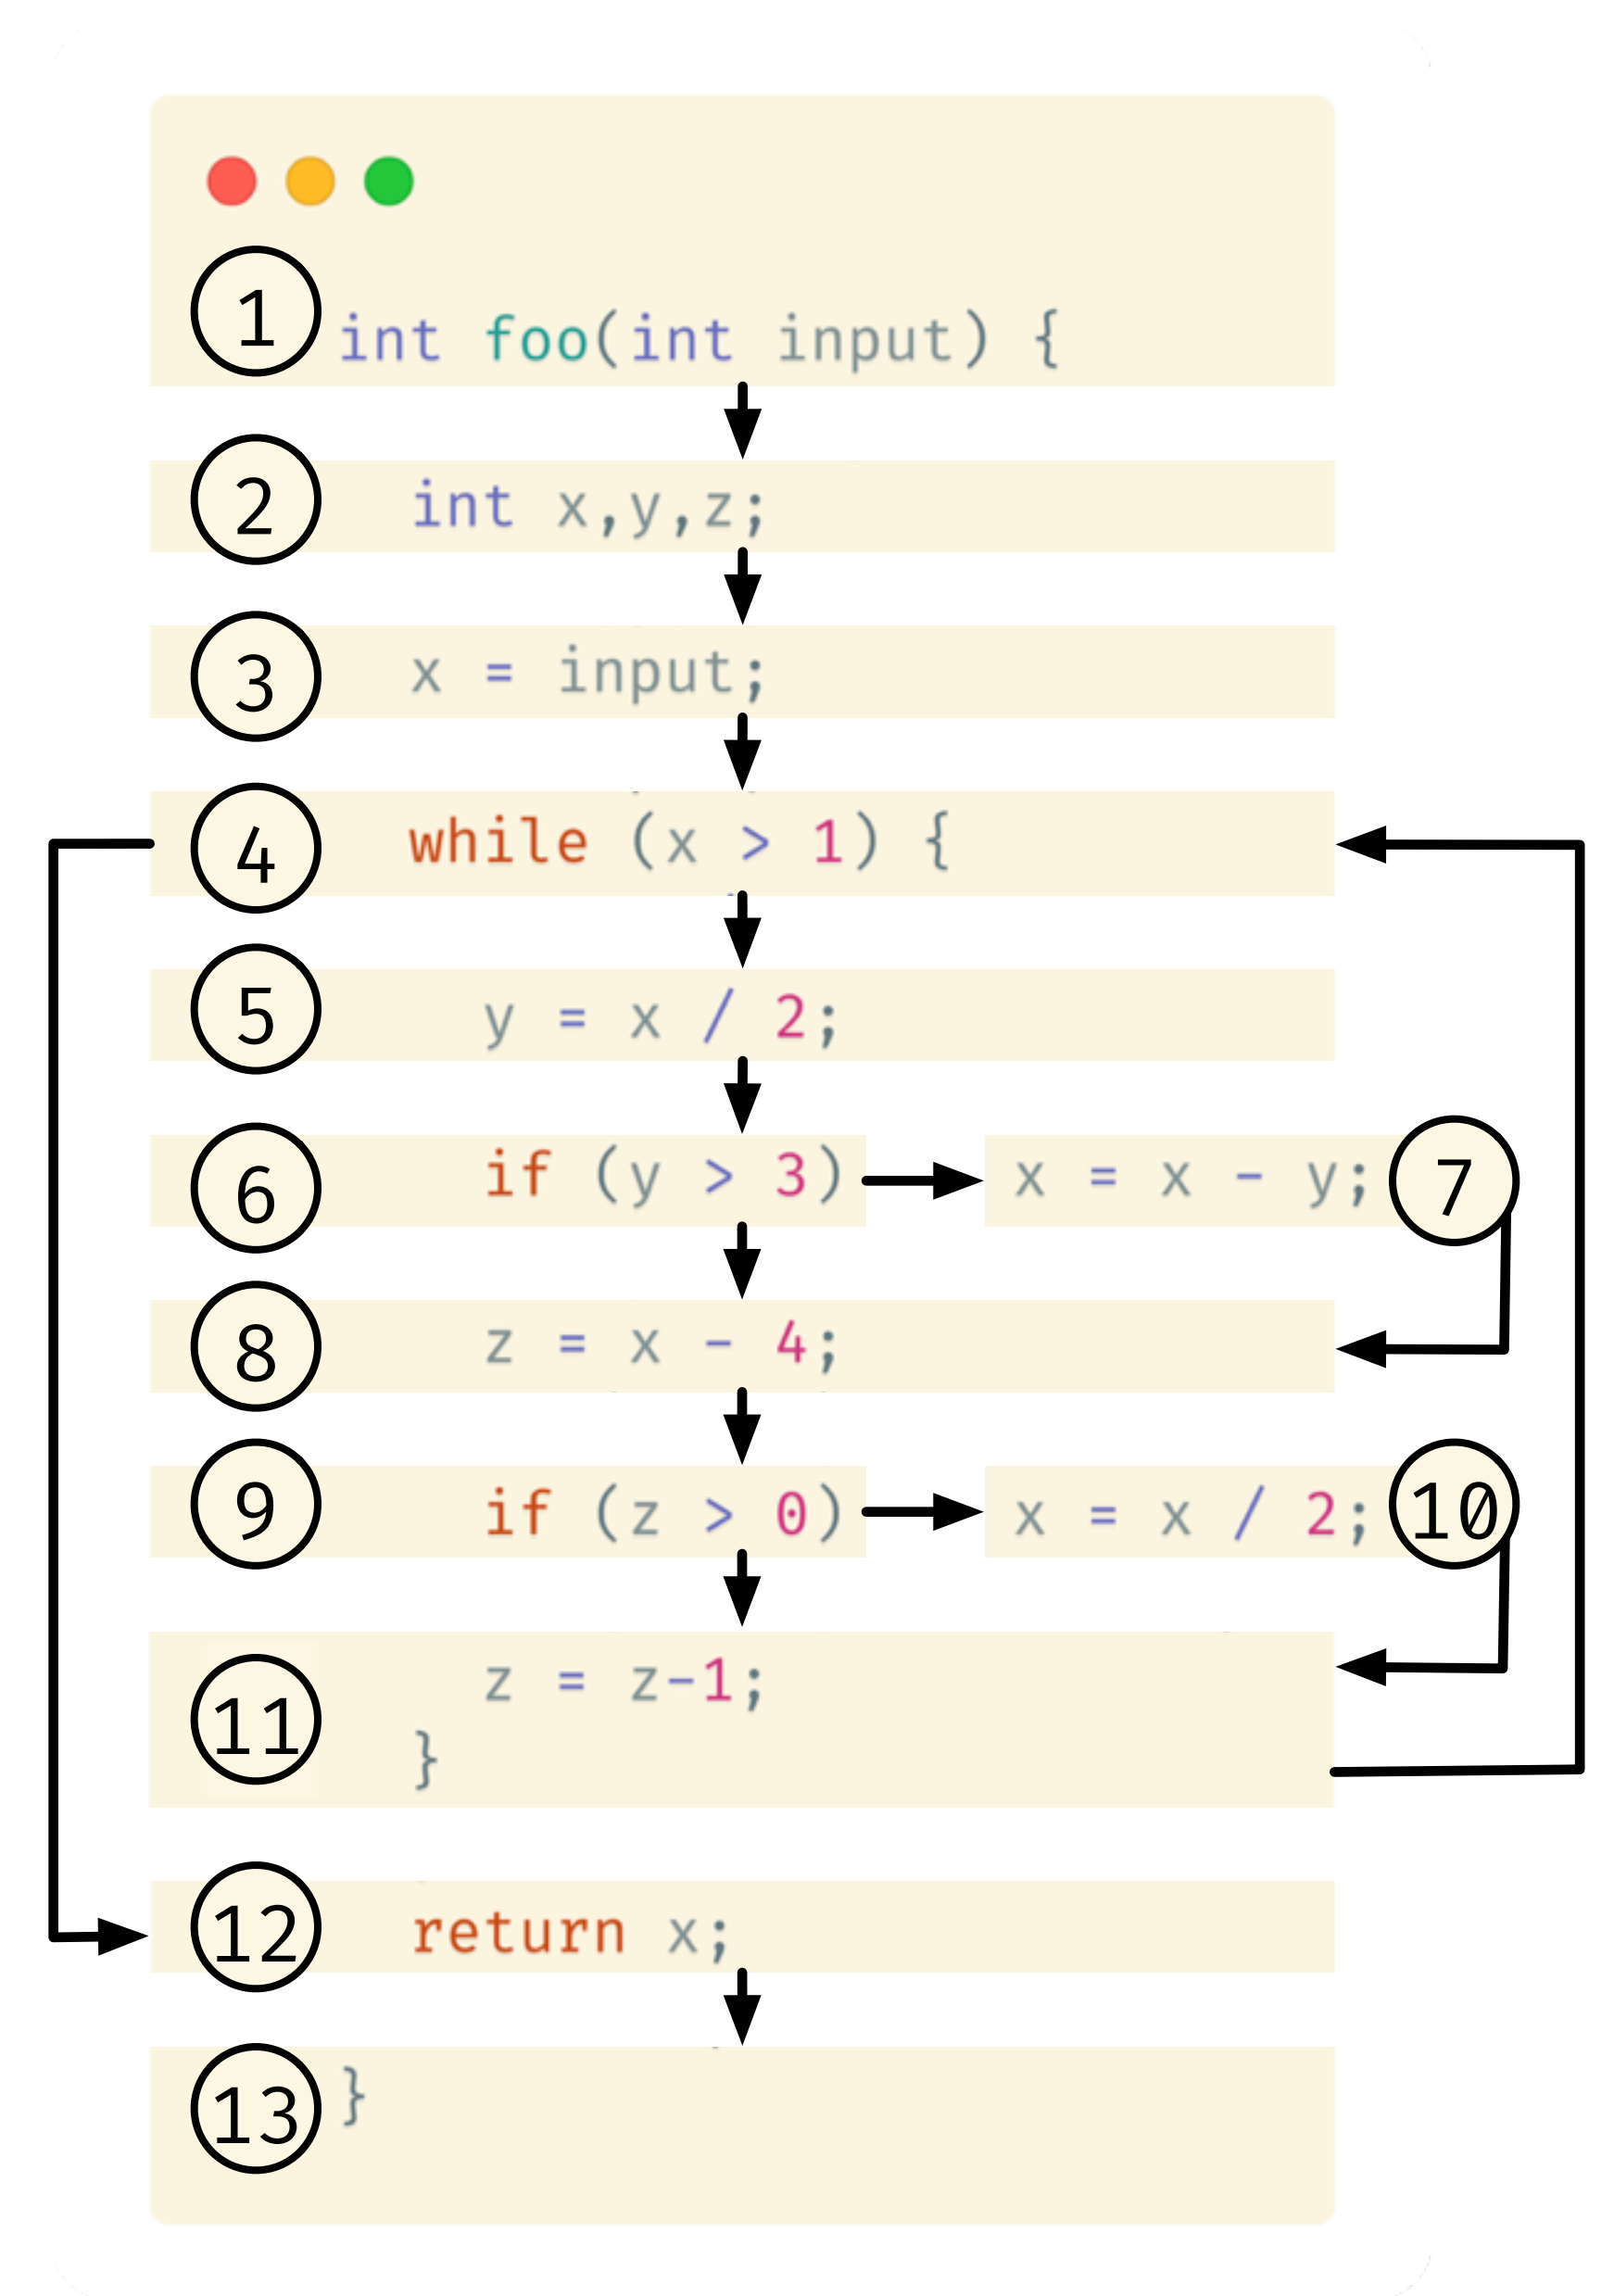 1 int foo(int input) {
2 int x,y,z;
3 x = input;
4 while (x > 1) {
5 y = x / 2;
6 if (y > 3) x = x - y; 7
8 z = x - 4;
9 if (z > 0) x = x / 2; 10
11 z = z-1;
}
12 return x;
13 }